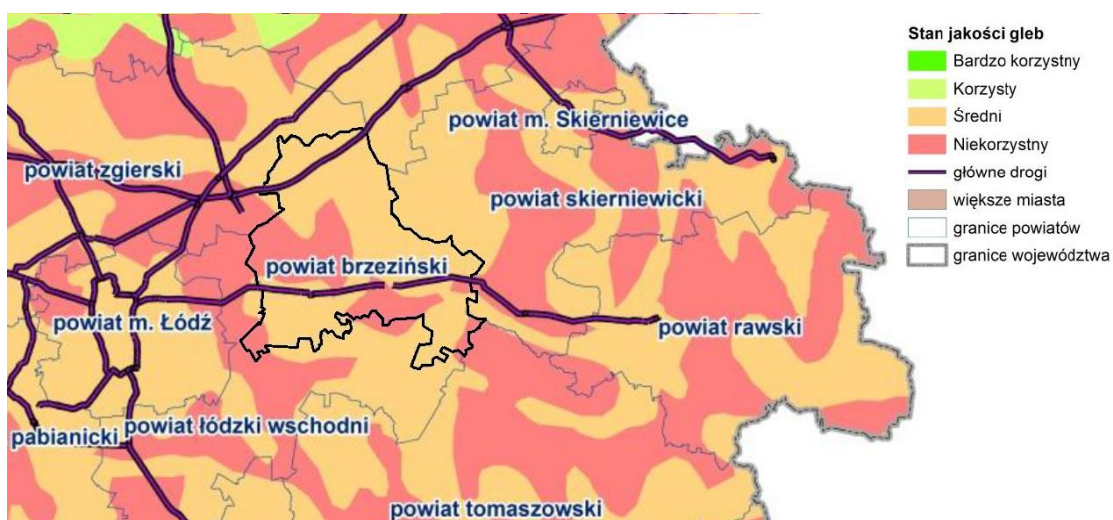 Stan jakości gleb
Bardzo korzystny
Korzysty
Średni
Niekorzystny
główne drogi
większe miasta
granice powiatów
granice województwa
powiat m. Skierniewice
powiat zgierski
powiat skierniewicki
powiat brzeziński
powiat m. Łódź
powiat rawski
pabianicki
powiat łódzki wschodni
powiat tomaszowski